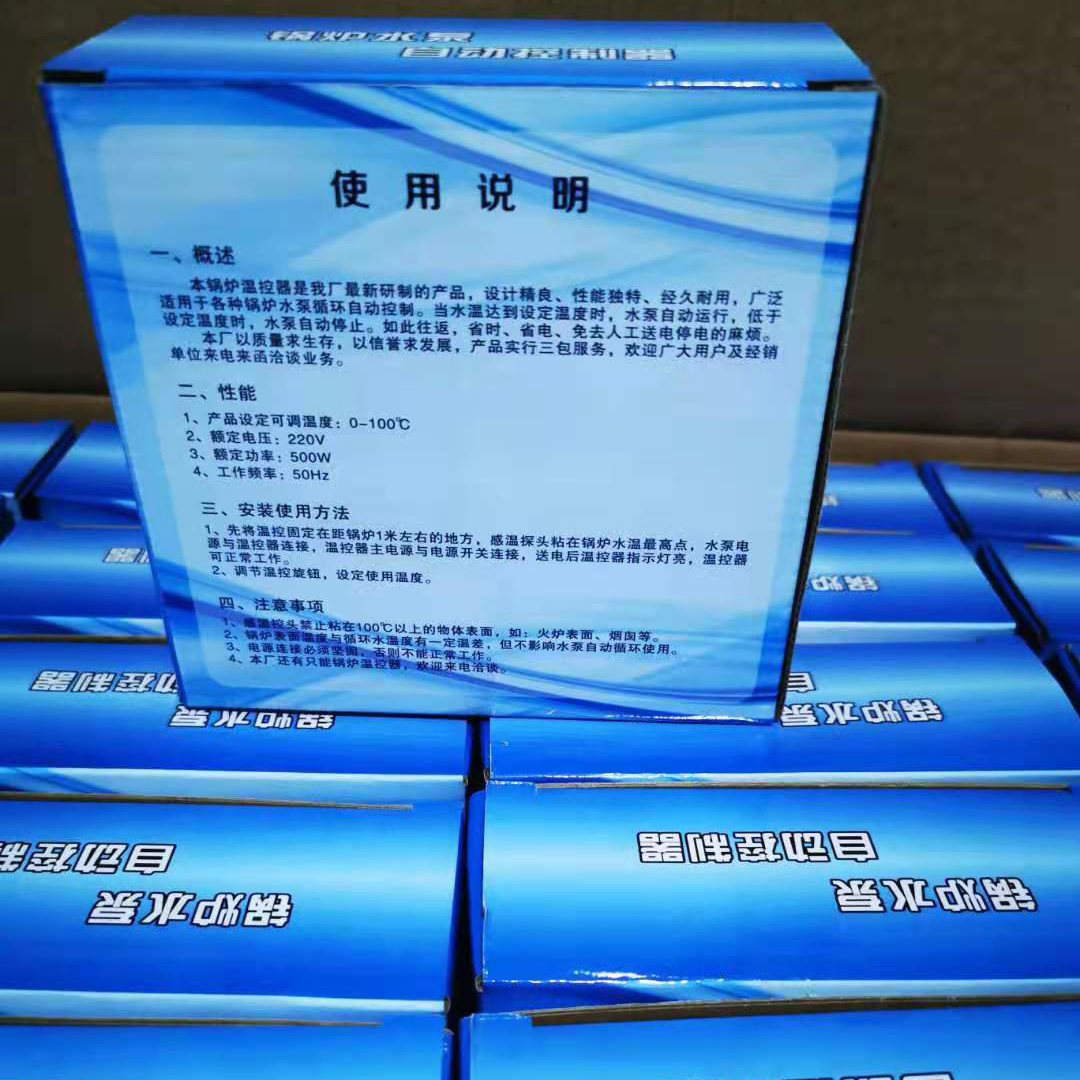 锅炉水泵
自动控制器
使用说明
一、概述
本锅炉温控器是我厂最新研制的产品，设计精良、性能独特、经久耐用，广泛
适用于各种锅炉水泵循环自动控制。当水温达到设定温度时，水泵自动运行，低于
设定温度时，水泵自动停止。如此往返，省时、省电、免去人工送电停电的麻烦。
本厂以质量求生存，以信誉求发展，产品实行三包服务，欢迎广大用户及经销
单位来电来函洽谈业务。
二、性能
1、产品设定可调温度：0-100℃
2、额定电压：220V
3、额定功率：500W
4、工作频率：50Hz
三、安装使用方法
1、先将温控固定在距锅炉1米左右的地方，感温探头粘在锅炉水温最高点，水泵电
源与温控器连接，温控器主电源与电源开关连接，送电后温控器指示灯亮，温控器
可正常工作。
2、调节温控旋钮，设定使用温度。
四、注意事项
1、感温控头禁止粘在100℃以上的物体表面，如：火炉表面、烟囱等。
2、锅炉表面温度与循环水温度有一定温差，但不影响水泵自动循环使用。
3、电源连接必须坚固，否则不能正常工作。
4、本厂还有只能锅炉温控器，欢迎来电洽谈。
制器
器
锅炉
动控制器
锅炉水泵
自
锅炉水泵
自动控制
锅炉水泵
自动控制器
锅炉水泵